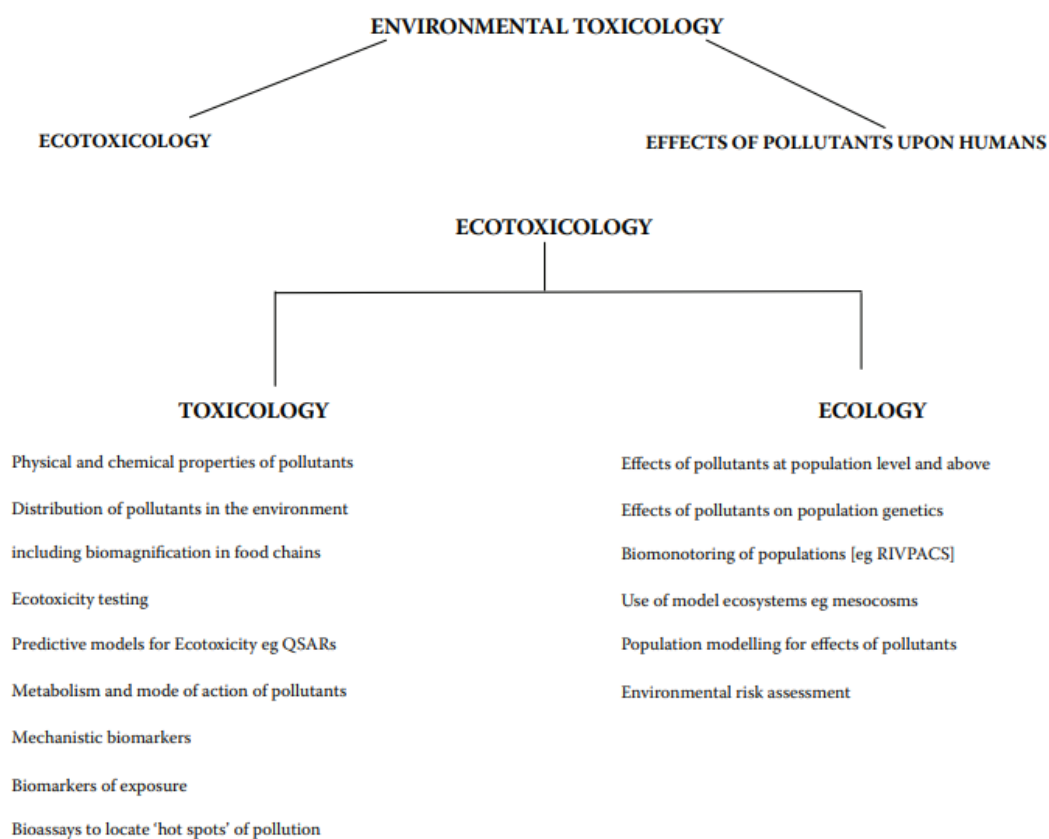 ENVIRONMENTAL TOXICOLOGY
ECOTOXICOLOGY
EFFECTS OF POLLUTANTS UPON HUMANS
ECOTOXICOLOGY
TOXICOLOGY
Physical and chemical properties of pollutants
Distribution of pollutants in the environment
including biomagnification in food chains
Ecotoxicity testing
Predictive models for Ecotoxicity eg QSARs
Metabolism and mode of action of pollutants
Mechanistic biomarkers
Biomarkers of exposure
Bioassays to locate ‘hot spots’ of pollution
ECOLOGY
Effects of pollutants at population level and above
Effects of pollutants on population genetics
Biomonotoring of populations [eg RIVPACS]
Use of model ecosystems eg mesocosms
Population modelling for effects of pollutants
Environmental risk assessment